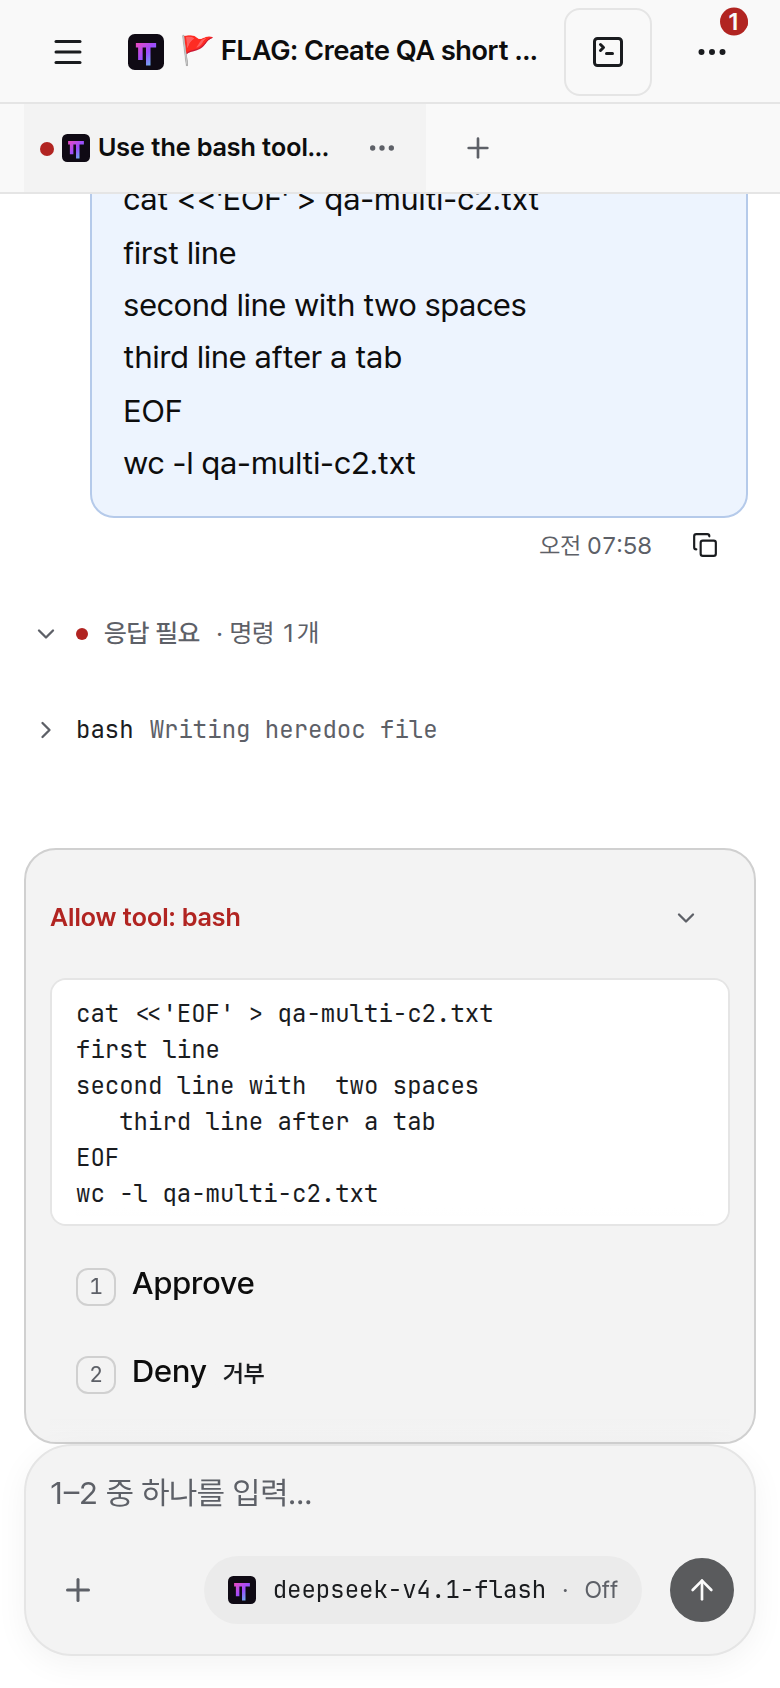 🚩 FLAG: Create QA short ...
1
Use the bash tool...
cat <<'EOF' > qa-multi-c2.txt
first line
second line with two spaces
third line after a tab
EOF
wc -l qa-multi-c2.txt
오전 07:58
응답 필요 · 명령 1개
bash Writing heredoc file
Allow tool: bash
cat <<'EOF' > qa-multi-c2.txt
first line
second line with  two spaces
   third line after a tab
EOF
wc -l qa-multi-c2.txt
1 Approve
2 Deny 거부
1–2 중 하나를 입력...
deepseek-v4.1-flash · Off